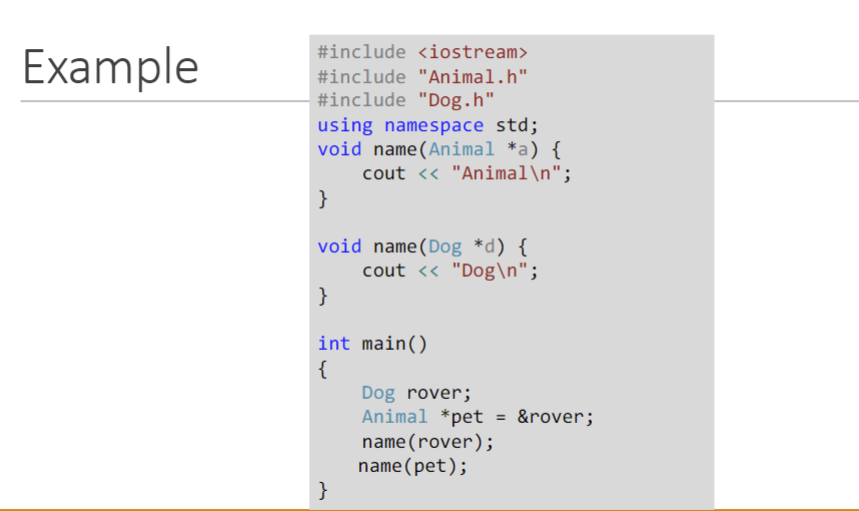 Example
#include <iostream>
#include "Animal.h"
#include "Dog.h"
using namespace std;
void name(Animal *a) {
    cout << "Animal\n";
}

void name(Dog *d) {
    cout << "Dog\n";
}

int main()
{
    Dog rover;
    Animal *pet = &rover;
    name(rover);
    name(pet);
}